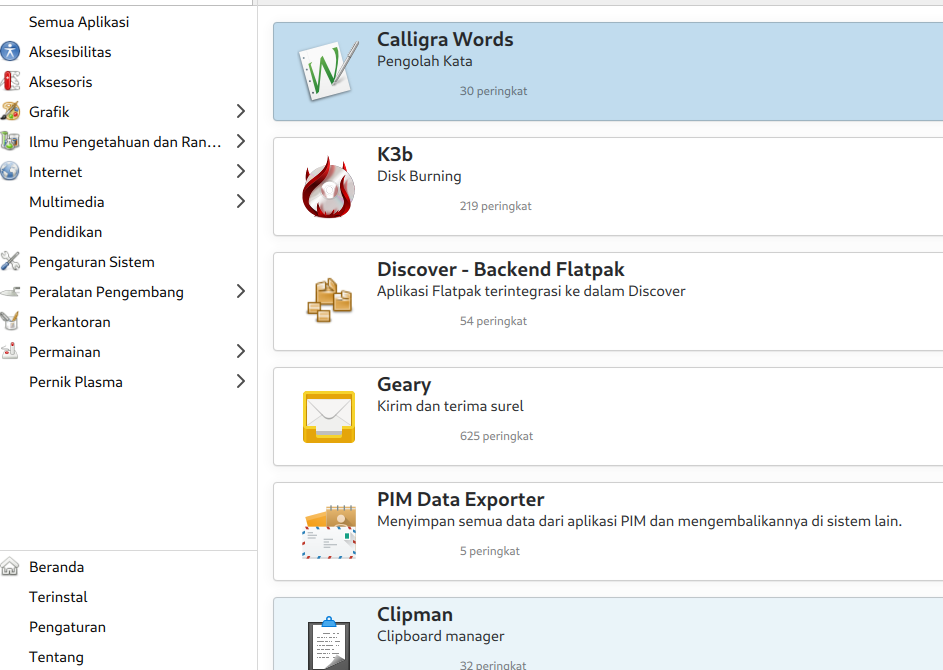 Semua Aplikasi
Aksesibilitas
Aksesoris
Grafik
Ilmu Pengetahuan dan Ran...
Internet
Multimedia
Pendidikan
Pengaturan Sistem
Peralatan Pengembang
Perkantoran
Permainan
Pernik Plasma
Beranda
Terinstal
Pengaturan
Tentang
Calligra Words
Pengolah Kata
30 peringkat
K3b
Disk Burning
219 peringkat
Discover - Backend Flatpak
Aplikasi Flatpak terintegrasi ke dalam Discover
54 peringkat
Geary
Kirim dan terima surel
625 peringkat
PIM Data Exporter
Menyimpan semua data dari aplikasi PIM dan mengembalikannya di sistem lain.
5 peringkat
Clipman
Clipboard manager
32 peringkat